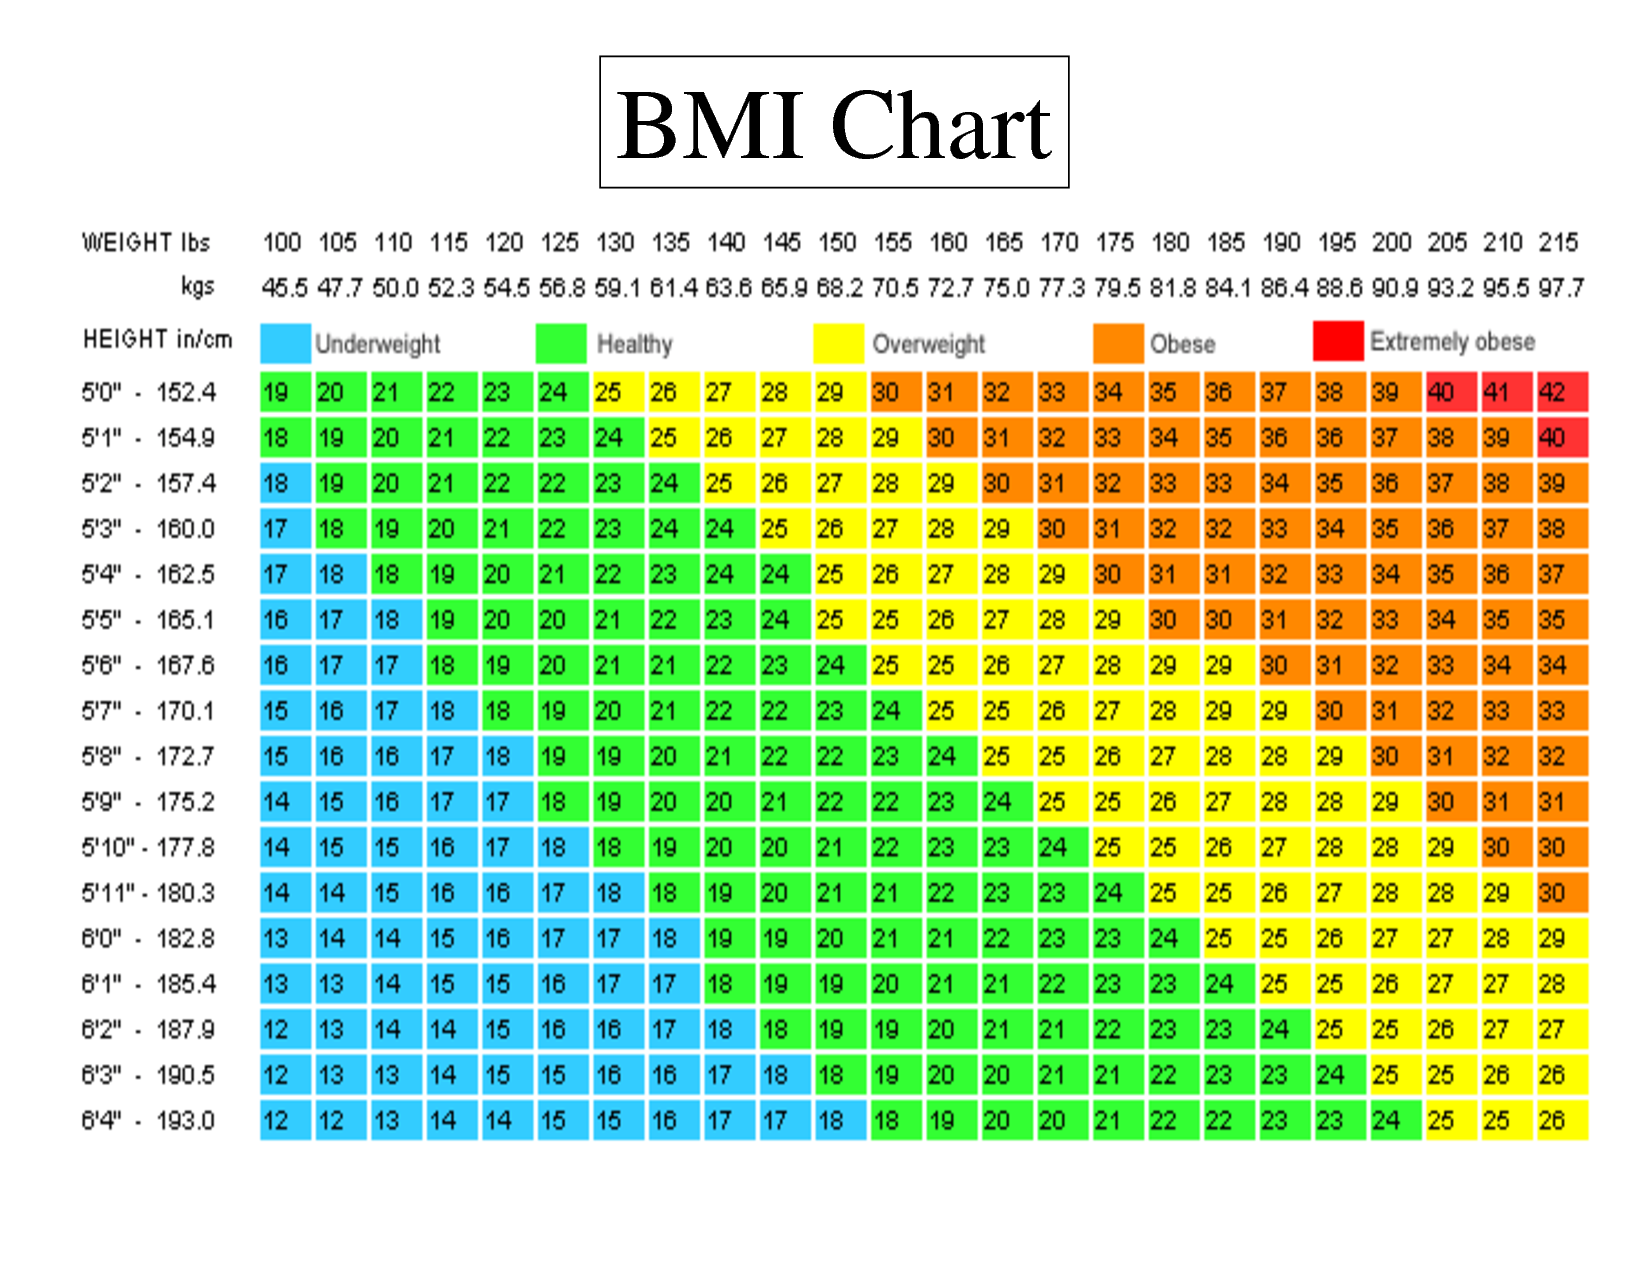 BMI Chart
WEIGHT lbs 100 105 110 115 120 125 130 135 140 145 150 155 160 165 170 175 180 185 190 195 200 205 210 215
kgs 45.5 47.7 50.0 52.3 54.5 56.8 59.1 61.4 63.6 65.9 68.2 70.5 72.7 75.0 77.3 79.5 81.8 84.1 86.4 88.6 90.9 93.2 95.5 97.7
HEIGHT in/cm Underweight Healthy Overweight Obese Extremely obese
5'0" - 152.4 19 20 21 22 23 24 25 26 27 28 29 30 31 32 33 34 35 36 37 38 39 40 41 42
5'1" - 154.9 18 19 20 21 22 23 24 25 26 27 28 29 30 31 32 33 34 35 36 36 37 38 39 40
5'2" - 157.4 18 19 20 21 22 22 23 24 25 26 27 28 29 30 31 32 33 33 34 35 36 37 38 39
5'3" - 160.0 17 18 19 20 21 22 23 24 24 25 26 27 28 29 30 31 32 32 33 34 35 36 37 38
5'4" - 162.5 17 18 18 19 20 21 22 23 24 24 25 26 27 28 29 30 31 31 32 33 34 35 36 37
5'5" - 165.1 16 17 18 19 20 20 21 22 23 24 25 25 26 27 28 29 30 30 31 32 33 34 35 35
5'6" - 167.6 16 17 17 18 19 20 21 21 22 23 24 25 25 26 27 28 29 29 30 31 32 33 34 34
5'7" - 170.1 15 16 17 18 18 19 20 21 22 22 23 24 25 25 26 27 28 29 29 30 31 32 33 33
5'8" - 172.7 15 16 16 17 18 19 19 20 21 22 22 23 24 25 25 26 27 28 28 29 30 31 32 32
5'9" - 175.2 14 15 16 17 17 18 19 20 20 21 22 22 23 24 25 25 26 27 28 28 29 30 31 31
5'10" - 177.8 14 15 15 16 17 18 18 19 20 20 21 22 23 23 24 25 25 26 27 28 28 29 30 30
5'11" - 180.3 14 14 15 16 16 17 18 18 19 20 21 21 22 23 23 24 25 25 26 27 28 28 29 30
6'0" - 182.8 13 14 14 15 16 17 17 18 19 19 20 21 21 22 23 23 24 25 25 26 27 27 28 29
6'1" - 185.4 13 13 14 15 15 16 17 17 18 19 19 20 21 21 22 23 23 24 25 25 26 27 27 28
6'2" - 187.9 12 13 14 14 15 16 16 17 18 18 19 19 20 21 21 22 23 23 24 25 25 26 27 27
6'3" - 190.5 12 13 13 14 15 15 16 16 17 18 18 19 20 20 21 21 22 23 23 24 25 25 26 26
6'4" - 193.0 12 12 13 14 14 15 15 16 17 17 18 18 19 20 20 21 22 22 23 23 24 25 25 26